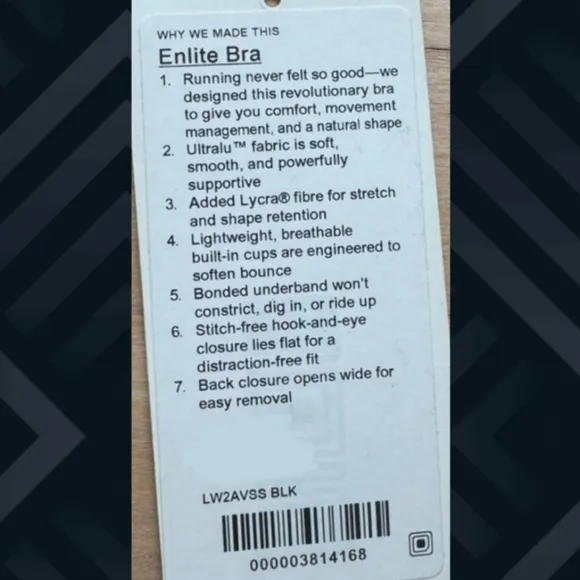 WHY WE MADE THIS
Enlite Bra
1. Running never felt so good—we
designed this revolutionary bra
to give you comfort, movement
management, and a natural shape
2. Ultralu™ fabric is soft,
smooth, and powerfully
supportive
3. Added Lycra® fibre for stretch
and shape retention
4. Lightweight, breathable
built-in cups are engineered to
soften bounce
5. Bonded underband won't
constrict, dig in, or ride up
6. Stitch-free hook-and-eye
closure lies flat for a
distraction-free fit
7. Back closure opens wide for
easy removal
LW2AVSS BLK
000003814168